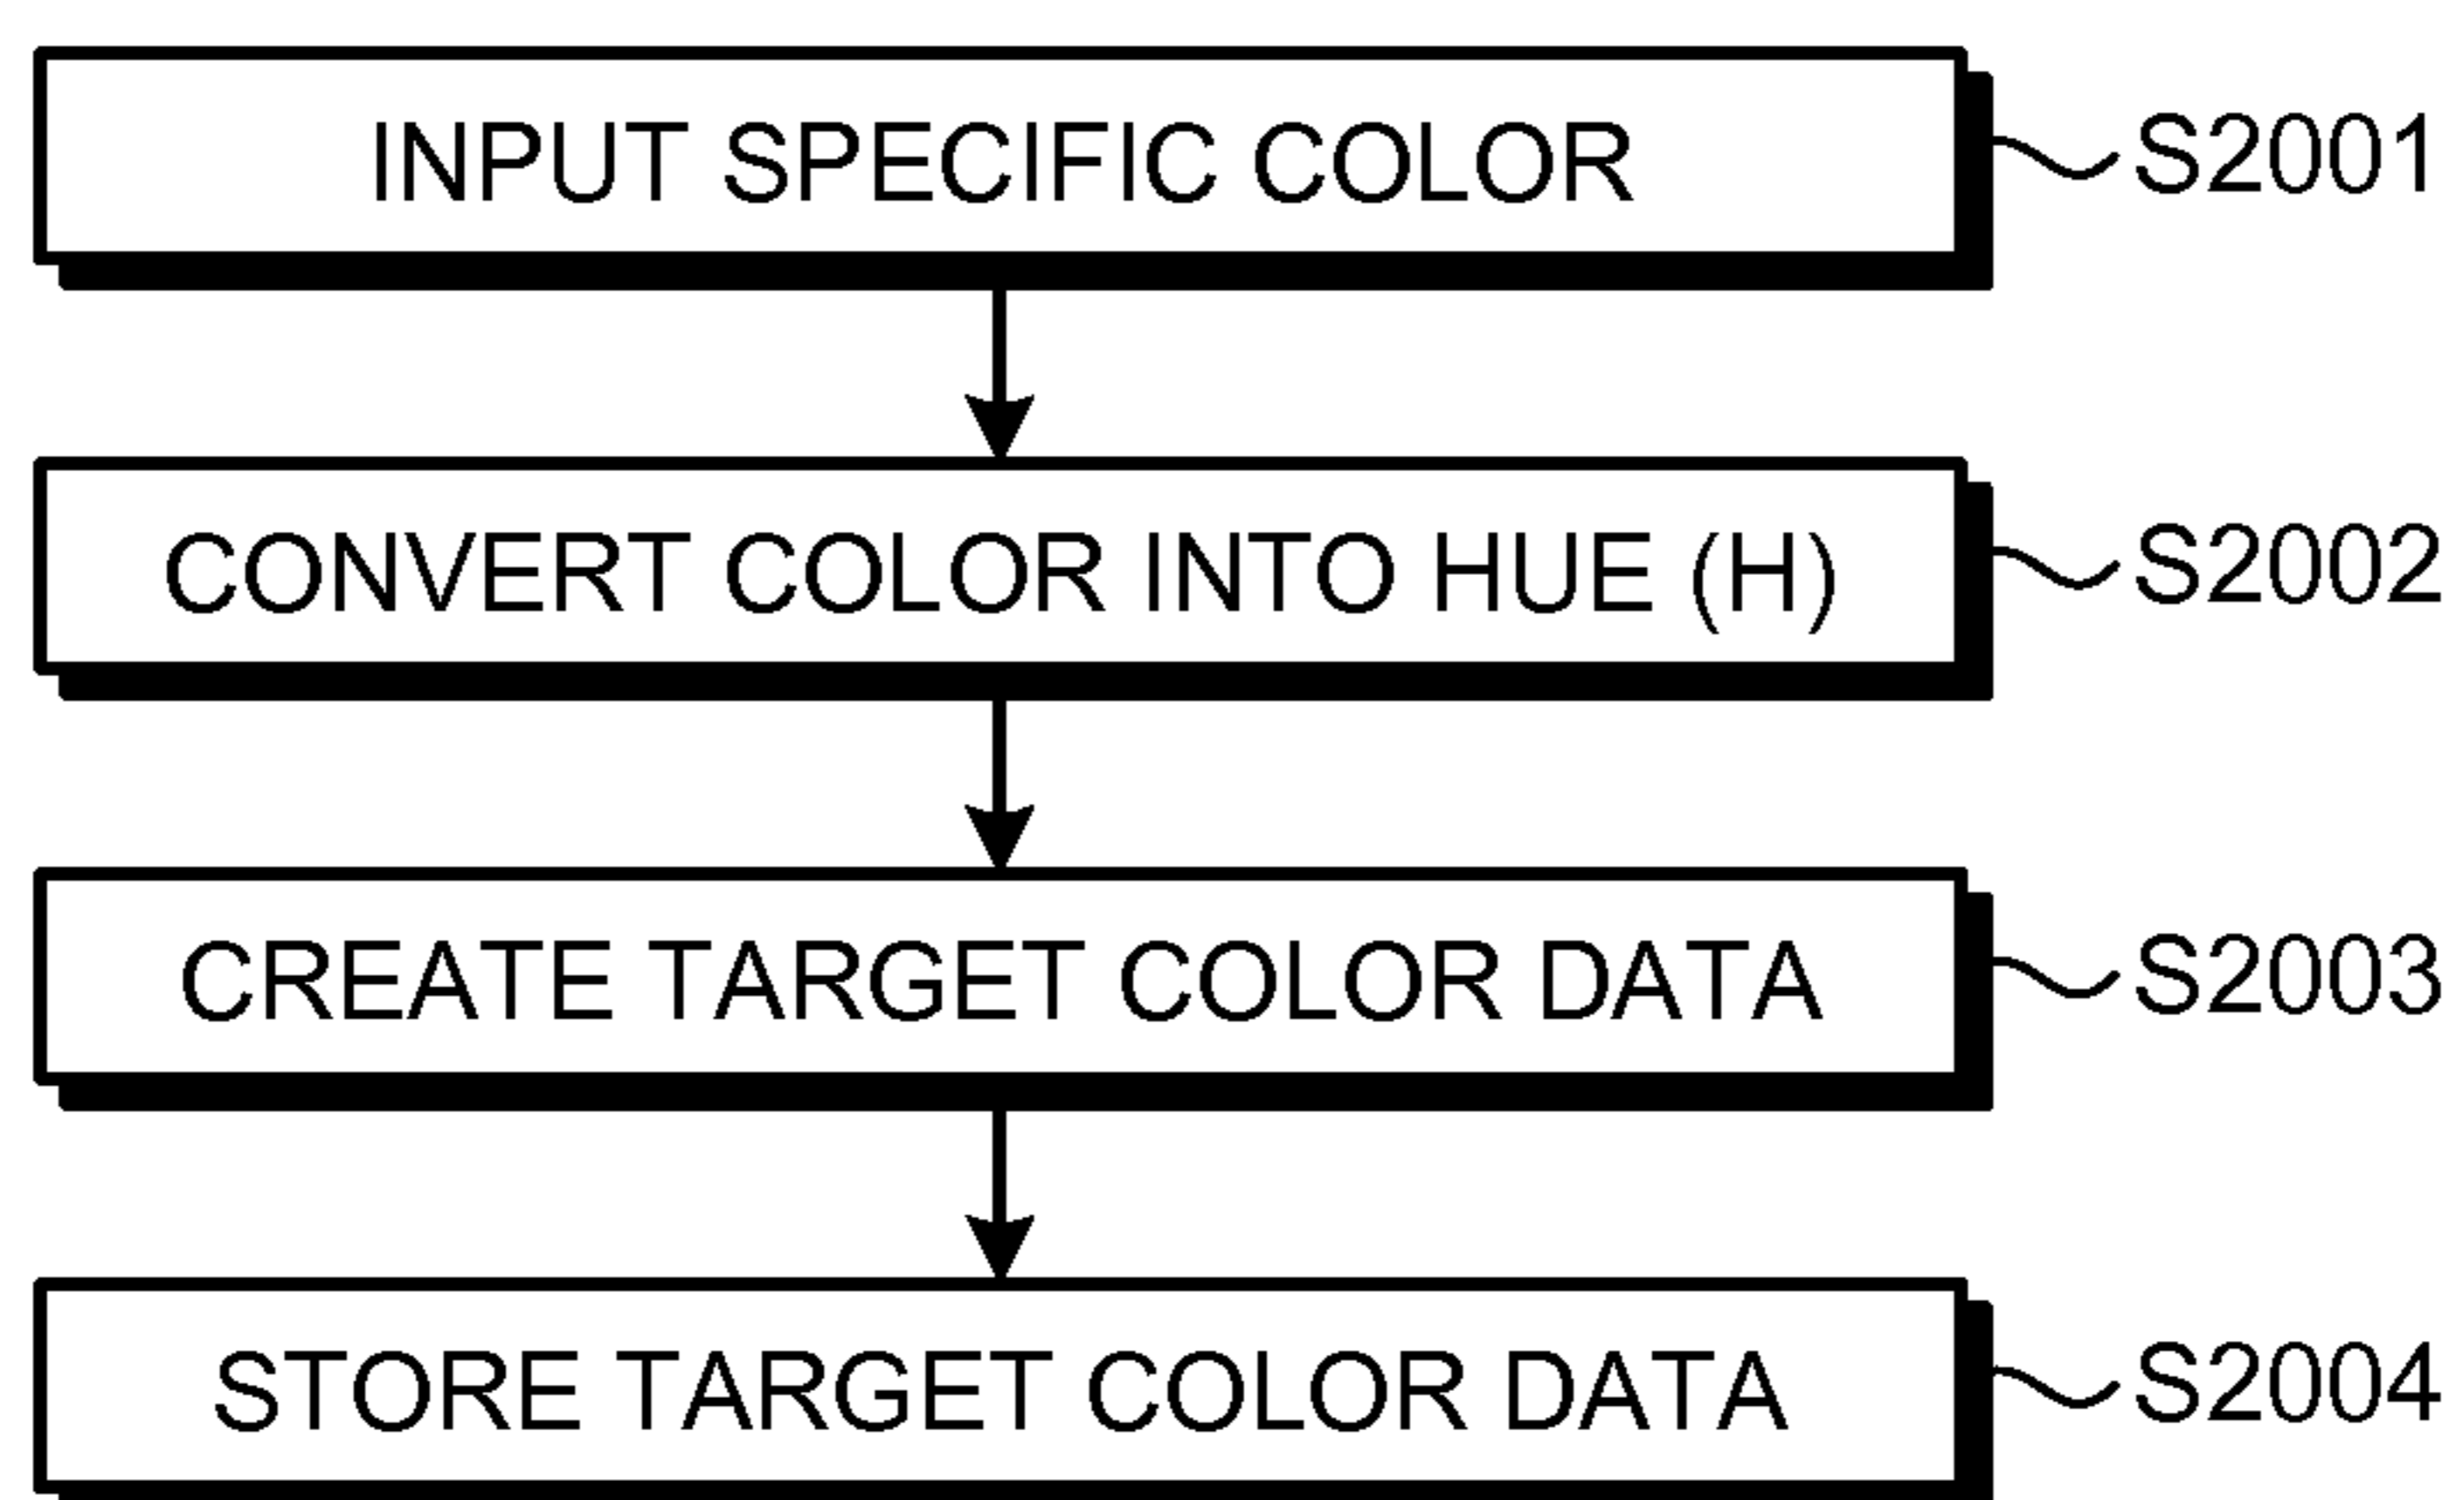 INPUT SPECIFIC COLOR S2001
CONVERT COLOR INTO HUE (H) S2002
CREATE TARGET COLOR DATA S2003
STORE TARGET COLOR DATA S2004